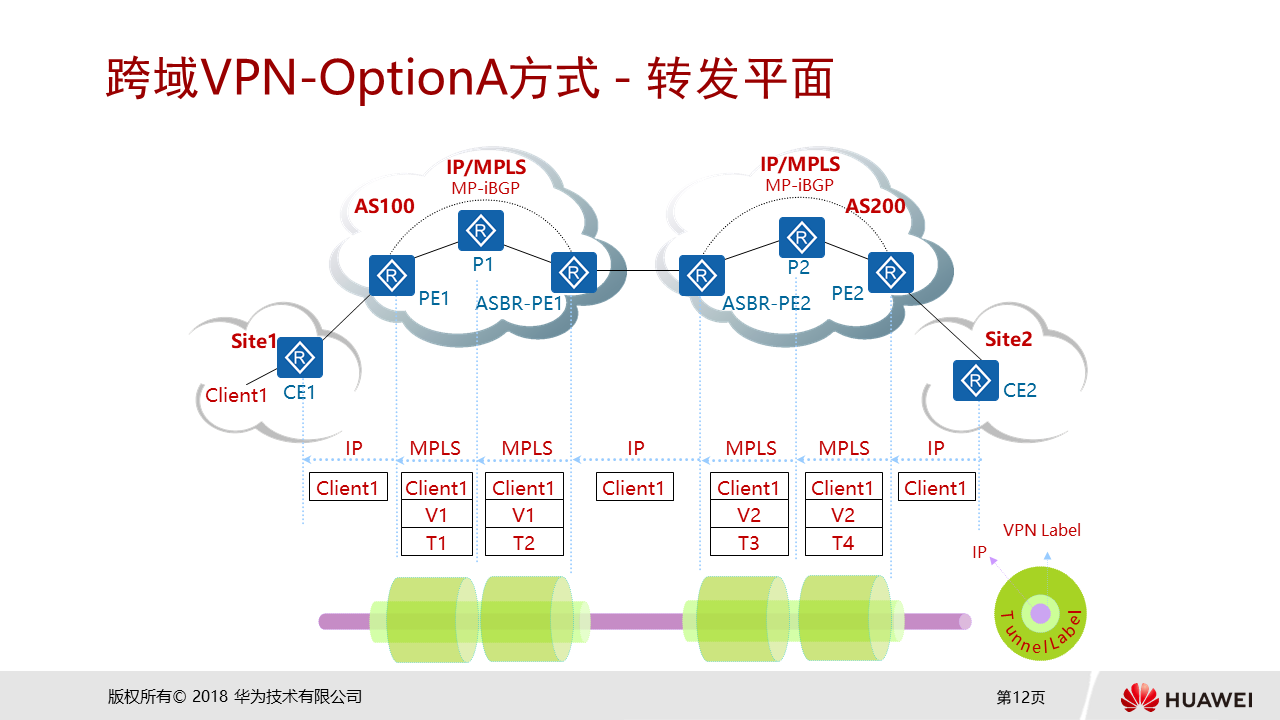 跨域VPN-OptionA方式 - 转发平面
IP/MPLS
MP-iBGP
AS100
P1
PE1
ASBR-PE1
IP/MPLS
MP-iBGP
AS200
P2
ASBR-PE2
PE2
Site1
CE1
Client1
Site2
CE2
IP MPLS MPLS IP MPLS MPLS IP
Client1 Client1 Client1 Client1 Client1 Client1 Client1
V1 V1 V2 V2
T1 T2 T3 T4
VPN Label
IP
Tunnel Label
版权所有© 2018 华为技术有限公司
第12页
HUAWEI